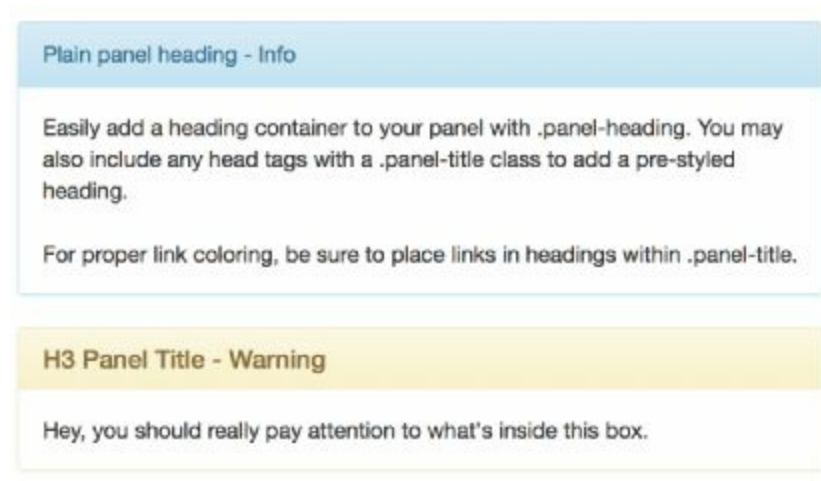 Plain panel heading - Info
Easily add a heading container to your panel with .panel-heading. You may
also include any head tags with a .panel-title class to add a pre-styled
heading.
For proper link coloring, be sure to place links in headings within .panel-title.
H3 Panel Title - Warning
Hey, you should really pay attention to what's inside this box.